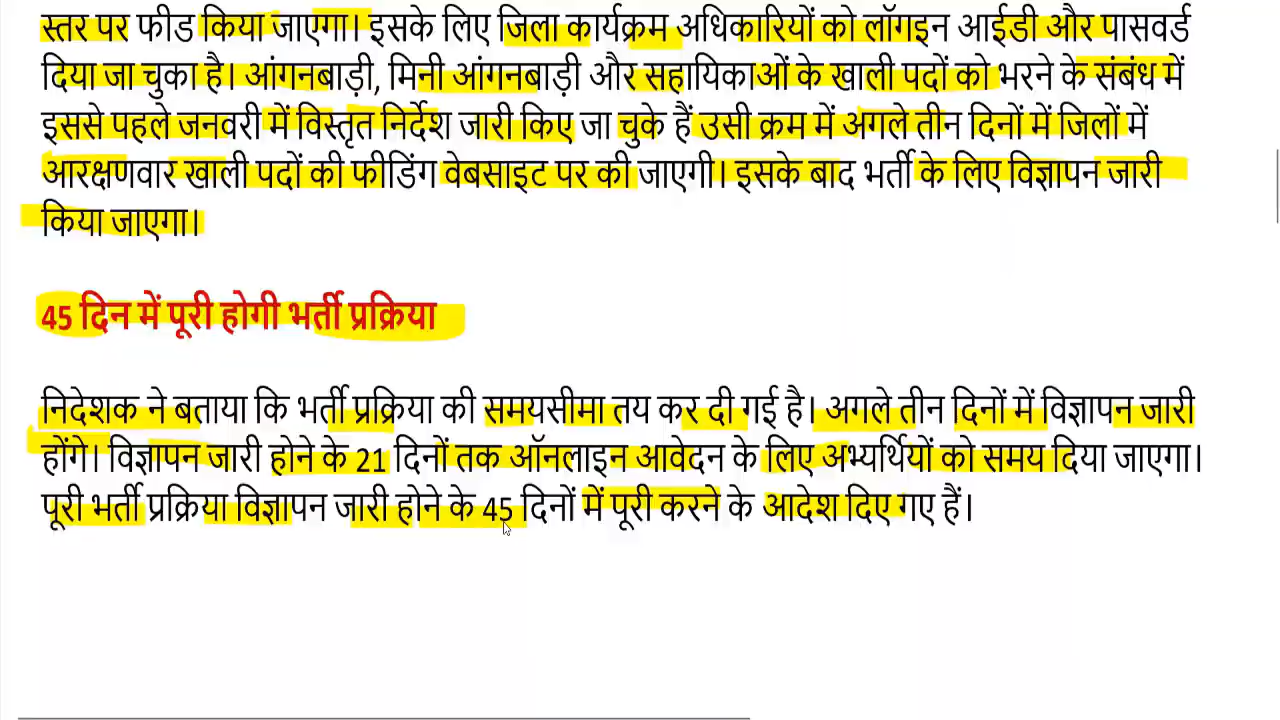 स्तर पर फीड किया जाएगा। इसके लिए जिला कार्यक्रम अधिकारियों को लॉगइन आईडी और पासवर्ड
दिया जा चुका है। आंगनबाड़ी, मिनी आंगनबाड़ी और सहायिकाओं के खाली पदों को भरने के संबंध में
इससे पहले जनवरी में विस्तृत निर्देश जारी किए जा चुके हैं उसी क्रम में अगले तीन दिनों में जिलों में
आरक्षणवार खाली पदों की फीडिंग वेबसाइट पर की जाएगी। इसके बाद भर्ती के लिए विज्ञापन जारी
किया जाएगा।
45 दिन में पूरी होगी भर्ती प्रक्रिया
निदेशक ने बताया कि भर्ती प्रक्रिया की समयसीमा तय कर दी गई है। अगले तीन दिनों में विज्ञापन जारी
होंगे। विज्ञापन जारी होने के 21 दिनों तक ऑनलाइन आवेदन के लिए अभ्यर्थियों को समय दिया जाएगा।
पूरी भर्ती प्रक्रिया विज्ञापन जारी होने के 45 दिनों में पूरी करने के आदेश दिए गए हैं।